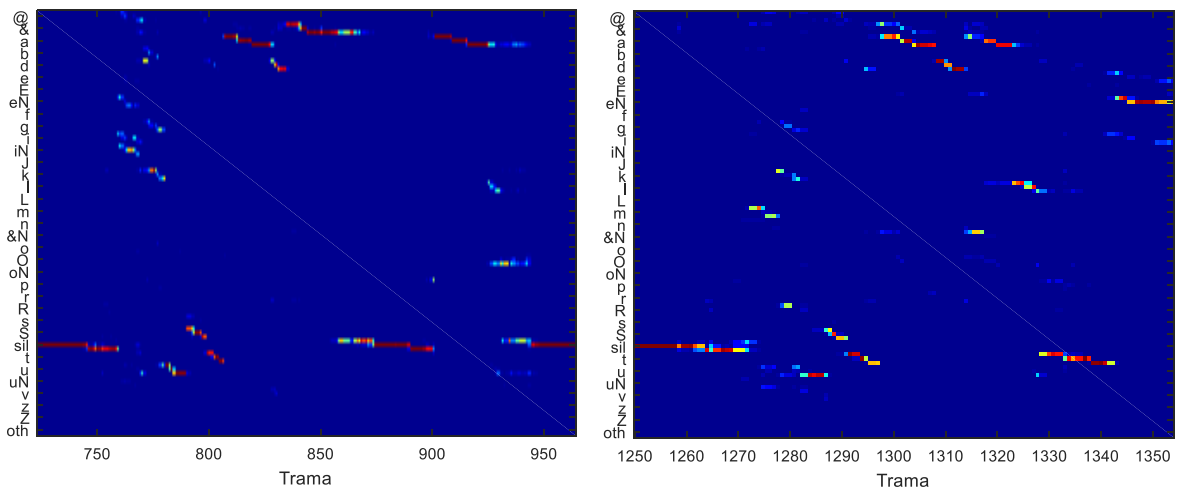 @
&
a
b
d
e
E
eN
f
g
i
iN
J
k
l
L
m
n
&N
o
O
oN
p
r
R
s
S
sil
t
u
uN
v
z
Z
oth
750 800 850 900 950
Trama
@
&
a
b
d
e
E
eN
f
g
i
iN
J
k
l
L
m
n
&N
o
O
oN
p
r
R
s
S
sil
t
u
uN
v
z
Z
oth
1250 1260 1270 1280 1290 1300 1310 1320 1330 1340 1350
Trama